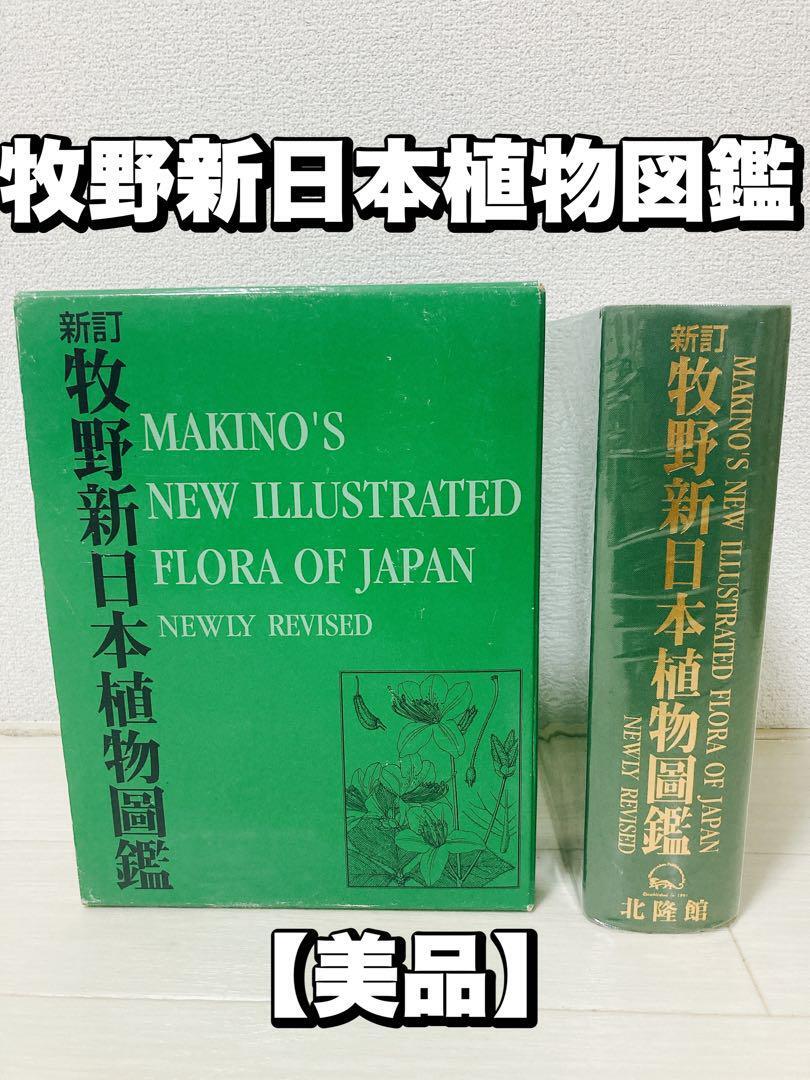 牧野新日本植物図鑑
新訂
牧野新日本植物圖鑑
MAKINO'S
NEW ILLUSTRATED
FLORA OF JAPAN
NEWLY REVISED
新訂
牧野新日本植物圖鑑
MAKINO'S NEW ILLUSTRATED FLORA OF JAPAN
NEWLY REVISED
北隆館
【美品】